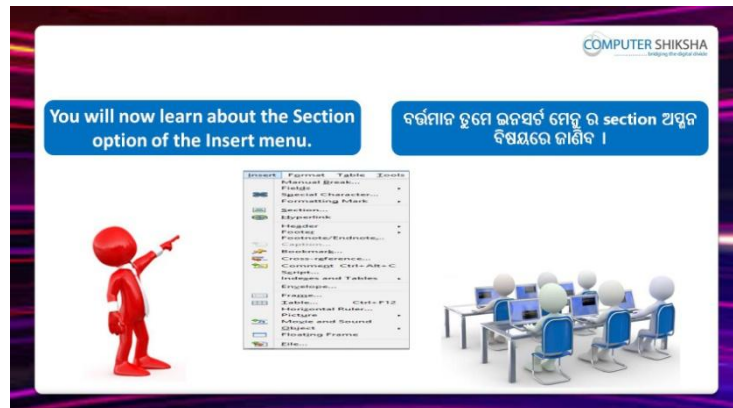 COMPUTER SHIKSHA
bridging the digital divide
You will now learn about the Section
option of the Insert menu.
ବର୍ତ୍ତମାନ ତୁମେ ଇନସର୍ଟ ମେନୁ ର section ଅପ୍ସନ
ବିଷୟରେ ଜାଣିବ ।
Insert Format Table Tools
Manual Break...
Fields
Special Character...
Formatting Mark
Section...
Hyperlink
Header
Footer
Footnote/Endnote...
Caption...
Bookmark...
Cross-reference...
Comment Ctrl+Alt+C
Script...
Indexes and Tables
Envelope...
Frame...
Table... Ctrl+F12
Horizontal Ruler...
Picture
Movie and Sound
Object
Floating Frame
File...